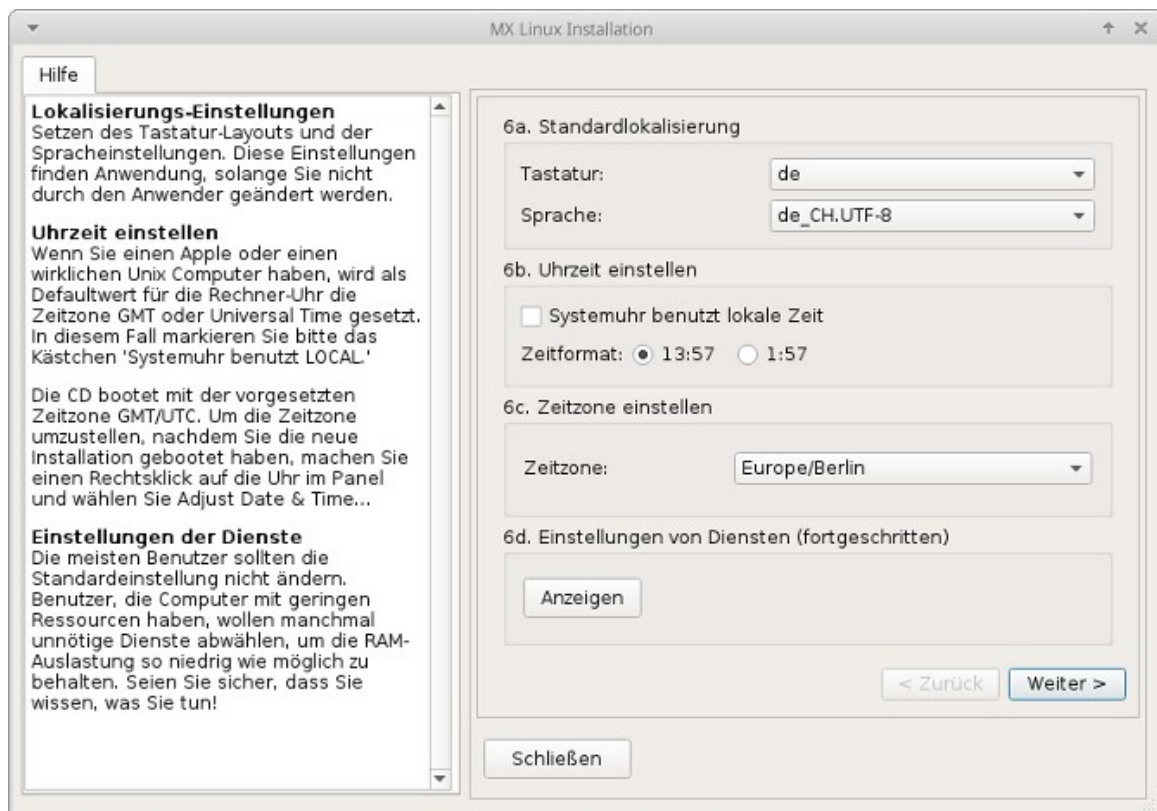 MX Linux Installation
Hilfe
Lokalisierungs-Einstellungen
Setzen des Tastatur-Layouts und der
Spracheinstellungen. Diese Einstellungen
finden Anwendung, solange Sie nicht
durch den Anwender geändert werden.
Uhrzeit einstellen
Wenn Sie einen Apple oder einen
wirklichen Unix Computer haben, wird als
Defaultwert für die Rechner-Uhr die
Zeitzone GMT oder Universal Time gesetzt.
In diesem Fall markieren Sie bitte das
Kästchen 'Systemuhr benutzt LOCAL.'
Die CD bootet mit der vorgesetzten
Zeitzone GMT/UTC. Um die Zeitzone
umzustellen, nachdem Sie die neue
Installation gebootet haben, machen Sie
einen Rechtsklick auf die Uhr im Panel
und wählen Sie Adjust Date & Time...
Einstellungen der Dienste
Die meisten Benutzer sollten die
Standardeinstellung nicht ändern.
Benutzer, die Computer mit geringen
Ressourcen haben, wollen manchmal
unnötige Dienste abwählen, um die RAM-
Auslastung so niedrig wie möglich zu
behalten. Seien Sie sicher, dass Sie
wissen, was Sie tun!
6a. Standardlokalisierung
Tastatur: de
Sprache: de_CH.UTF-8
6b. Uhrzeit einstellen
Systemuhr benutzt lokale Zeit
Zeitformat: 13:57 1:57
6c. Zeitzone einstellen
Zeitzone: Europe/Berlin
6d. Einstellungen von Diensten (fortgeschritten)
Anzeigen
< Zurück Weiter >
Schließen